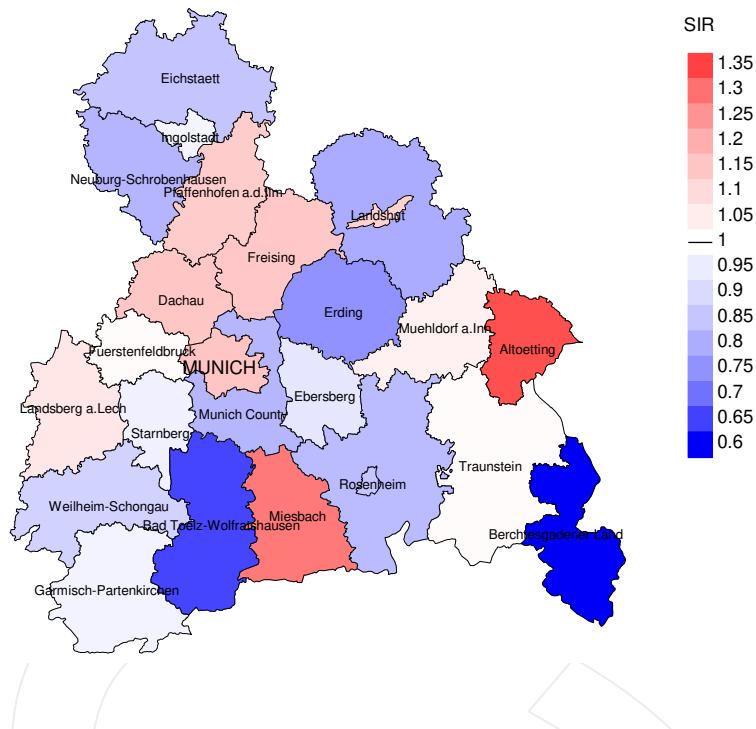 SIR
1.35
1.3
1.25
1.2
1.15
1.1
1.05
1
0.95
0.9
0.85
0.8
0.75
0.7
0.65
0.6
Eichstaett
Ingolstadt
Neuburg-Schrobenhausen
Pfaffenhofen a.d.Ilm
Landshut
Freising
Dachau
Erding
Muehldorf a.Inn
Altoetting
Fuerstenfeldbruck
MUNICH
Ebersberg
Landsberg a.Lech
Munich County
Starnberg
Traunstein
Rosenheim
Weilheim-Schongau
Miesbach
Bad Toelz-Wolfratshausen
Berchtesgadener Land
Garmisch-Partenkirchen